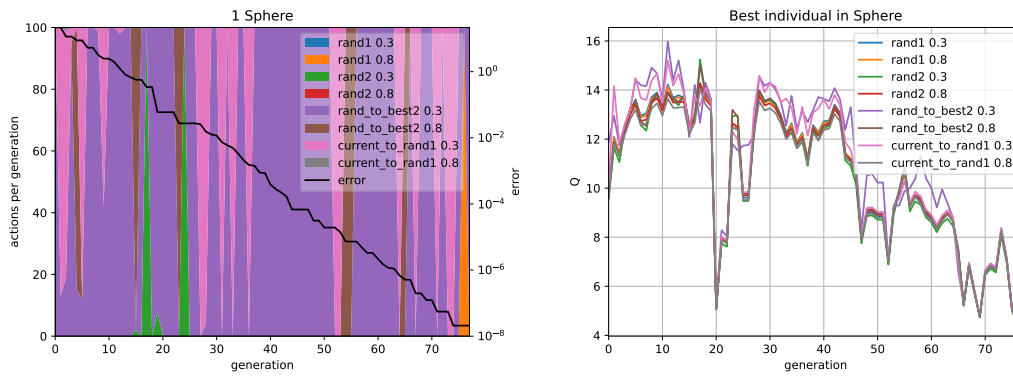 1 Sphere
100
80
60
40
20
0
actions per generation
0 10 20 30 40 50 60 70
generation
10⁰
10⁻²
10⁻⁴
10⁻⁶
10⁻⁸
error
rand1 0.3
rand1 0.8
rand2 0.3
rand2 0.8
rand_to_best2 0.3
rand_to_best2 0.8
current_to_rand1 0.3
current_to_rand1 0.8
error
Best individual in Sphere
16
14
12
10
8
6
4
Q
0 10 20 30 40 50 60 70
generation
rand1 0.3
rand1 0.8
rand2 0.3
rand2 0.8
rand_to_best2 0.3
rand_to_best2 0.8
current_to_rand1 0.3
current_to_rand1 0.8